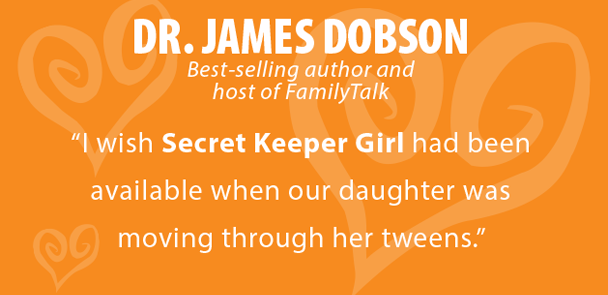 DR. JAMES DOBSON
Best-selling author and
host of FamilyTalk
“I wish Secret Keeper Girl had been
available when our daughter was
moving through her tweens.”